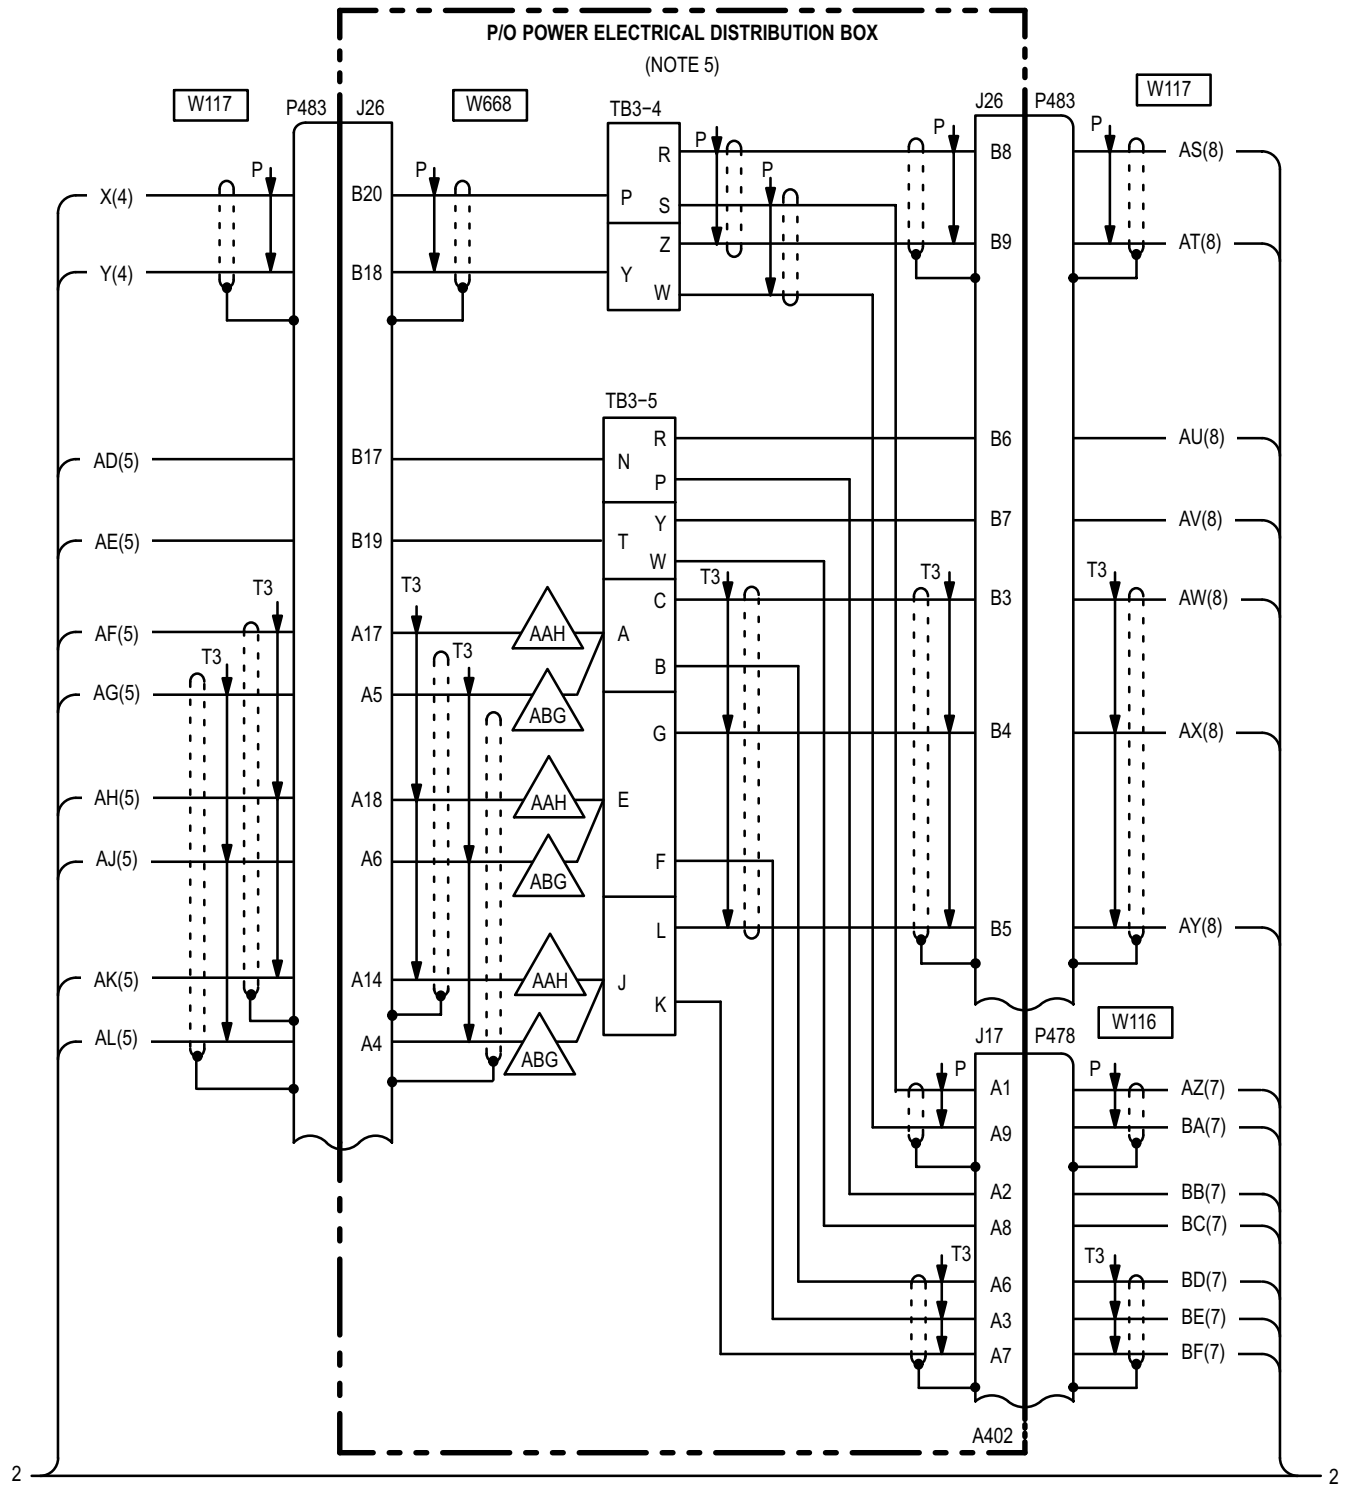 P/O POWER ELECTRICAL DISTRIBUTION BOX
(NOTE 5)
W117
P483
J26
W668
TB3−4
J26
P483
W117
X(4)
P
B20
P
P
R
S
P
P
P
B8
P
AS(8)
Y(4)
B18
Y
Z
W
B9
AT(8)
TB3−5
AD(5)
B17
N
R
P
B6
AU(8)
AE(5)
B19
T
Y
W
B7
AV(8)
T3
T3
T3
T3
T3
AF(5)
A17
AAH
A
C
B3
AW(8)
T3
T3
B
AG(5)
A5
ABG
G
B4
AX(8)
AH(5)
A18
AAH
E
AJ(5)
A6
ABG
F
L
B5
AY(8)
AK(5)
A14
AAH
J
K
AL(5)
A4
ABG
J17
P478
W116
P
A1
P
AZ(7)
A9
BA(7)
A2
BB(7)
A8
BC(7)
T3
T3
A6
BD(7)
A3
BE(7)
A7
BF(7)
A402
2
2